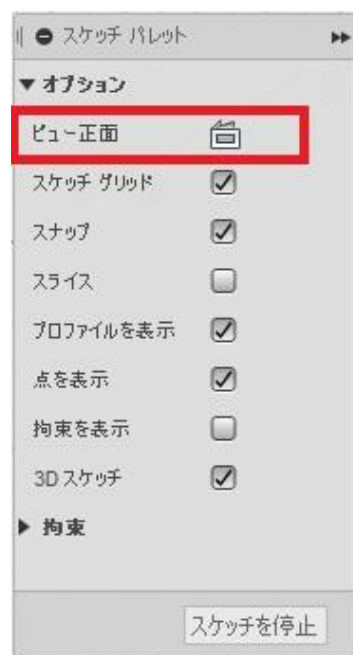 スケッチ パレット
オプション
ビュー正面
スケッチ グリッド
スナップ
スライス
プロファイルを表示
点を表示
拘束を表示
3D スケッチ
拘束
スケッチを停止